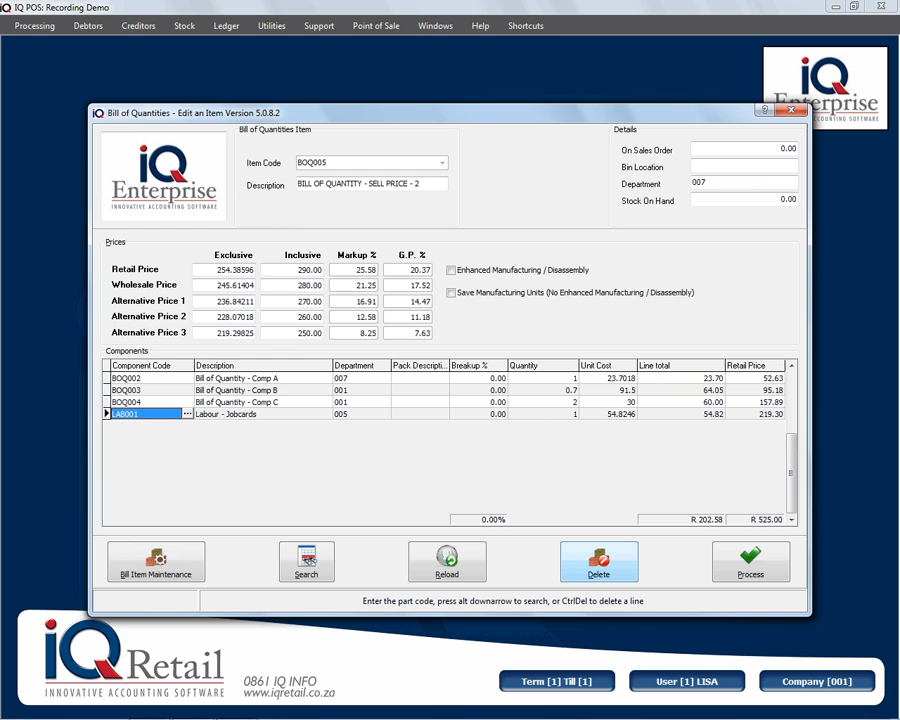 iQ IQ POS: Recording Demo
Processing Debtors Creditors Stock Ledger Utilities Support Point of Sale Windows Help Shortcuts
iQ
Enterprise
INNOVATIVE ACCOUNTING SOFTWARE
iQ Bill of Quantities - Edit an Item Version 5.0.8.2
iQ
Enterprise
INNOVATIVE ACCOUNTING SOFTWARE
Bill of Quantities Item
Item Code BOQ005
Description BILL OF QUANTITY - SELL PRICE - 2
Details
On Sales Order 0.00
Bin Location
Department 007
Stock On Hand 0.00
Prices
Exclusive Inclusive Markup % G.P. %
Retail Price 254.38596 290.00 25.58 20.37
Wholesale Price 245.61404 280.00 21.25 17.52
Alternative Price 1 236.84211 270.00 16.91 14.47
Alternative Price 2 228.07018 260.00 12.58 11.18
Alternative Price 3 219.29825 250.00 8.25 7.63
Enhanced Manufacturing / Disassembly
Save Manufacturing Units (No Enhanced Manufacturing / Disassembly)
Components
Component Code Description Department Pack Descripti... Breakup % Quantity Unit Cost Line total Retail Price
BOQ002 Bill of Quantity - Comp A 007 0.00 1 23.7018 23.70 52.63
BOQ003 Bill of Quantity - Comp B 001 0.00 0.7 91.5 64.05 95.18
BOQ004 Bill of Quantity - Comp C 001 0.00 2 30 60.00 157.89
LAB001 ... Labour - Jobcards 005 0.00 1 54.8246 54.82 219.30
0.00% R 202.58 R 525.00
Bill Item Maintenance Search Reload Delete Process
Enter the part code, press alt downarrow to search, or CtrlDel to delete a line
iQ Retail
INNOVATIVE ACCOUNTING SOFTWARE
0861 IQ INFO
www.iqretail.co.za
Term [1] Till [1] User [1] LISA Company [001]